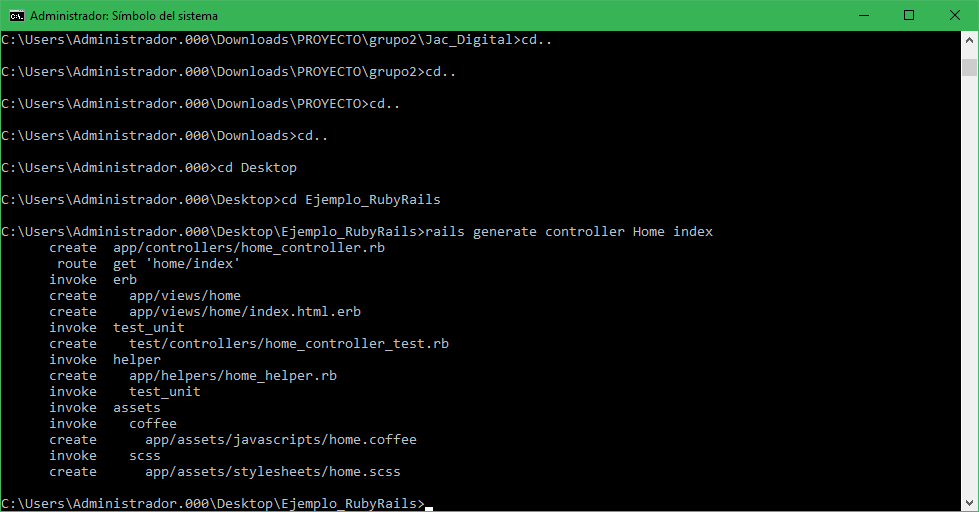 Administrador: Símbolo del sistema
C:\Users\Administrador.000\Downloads\PROYECTO\grupo2\Jac_Digital>cd..
C:\Users\Administrador.000\Downloads\PROYECTO\grupo2>cd..
C:\Users\Administrador.000\Downloads\PROYECTO>cd..
C:\Users\Administrador.000\Downloads>cd..
C:\Users\Administrador.000>cd Desktop
C:\Users\Administrador.000\Desktop>cd Ejemplo_RubyRails
C:\Users\Administrador.000\Desktop\Ejemplo_RubyRails>rails generate controller Home index
      create  app/controllers/home_controller.rb
       route  get 'home/index'
      invoke  erb
      create    app/views/home
      create    app/views/home/index.html.erb
      invoke  test_unit
      create    test/controllers/home_controller_test.rb
      invoke  helper
      create    app/helpers/home_helper.rb
      invoke    test_unit
      invoke  assets
      invoke    coffee
      create      app/assets/javascripts/home.coffee
      invoke    scss
      create      app/assets/stylesheets/home.scss
C:\Users\Administrador.000\Desktop\Ejemplo_RubyRails>